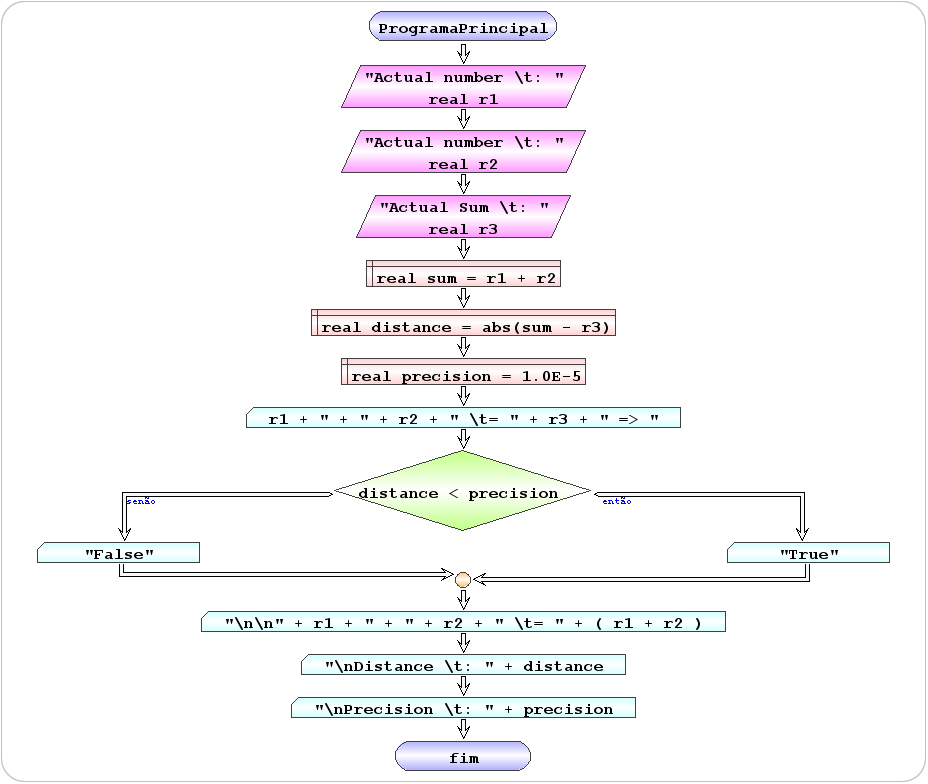 ProgramaPrincipal
"Actual number \t: "
real r1
"Actual number \t: "
real r2
"Actual Sum \t: "
real r3
real sum = r1 + r2
real distance = abs(sum - r3)
real precision = 1.0E-5
r1 + " + " + r2 + " \t= " + r3 + " => "
distance < precision
senão
então
"False"
"True"
"\n\n" + r1 + " + " + r2 + " \t= " + ( r1 + r2 )
"\nDistance \t: " + distance
"\nPrecision \t: " + precision
fim